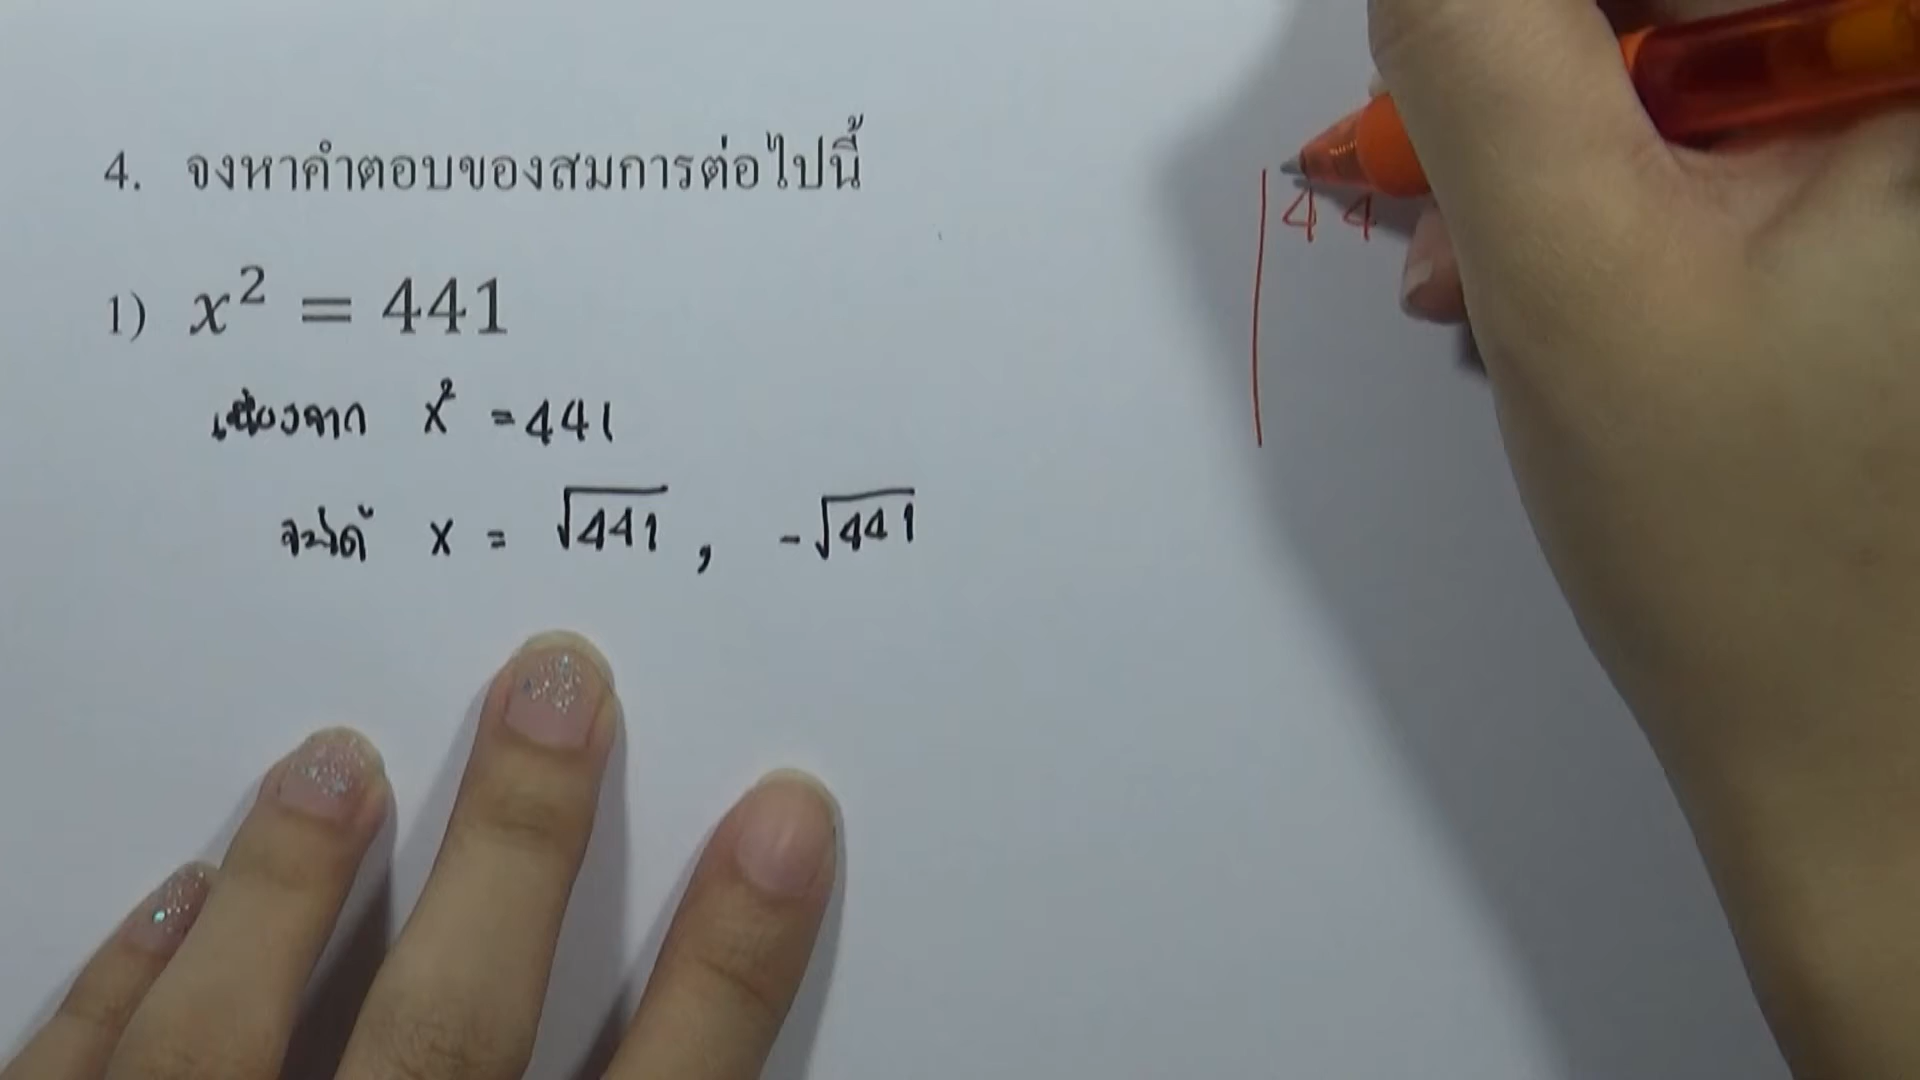 4. จงหาคำตอบของสมการต่อไปนี้
1) x² = 441
เนื่องจาก x² = 441
จะได้ x = √441 , -√441
44